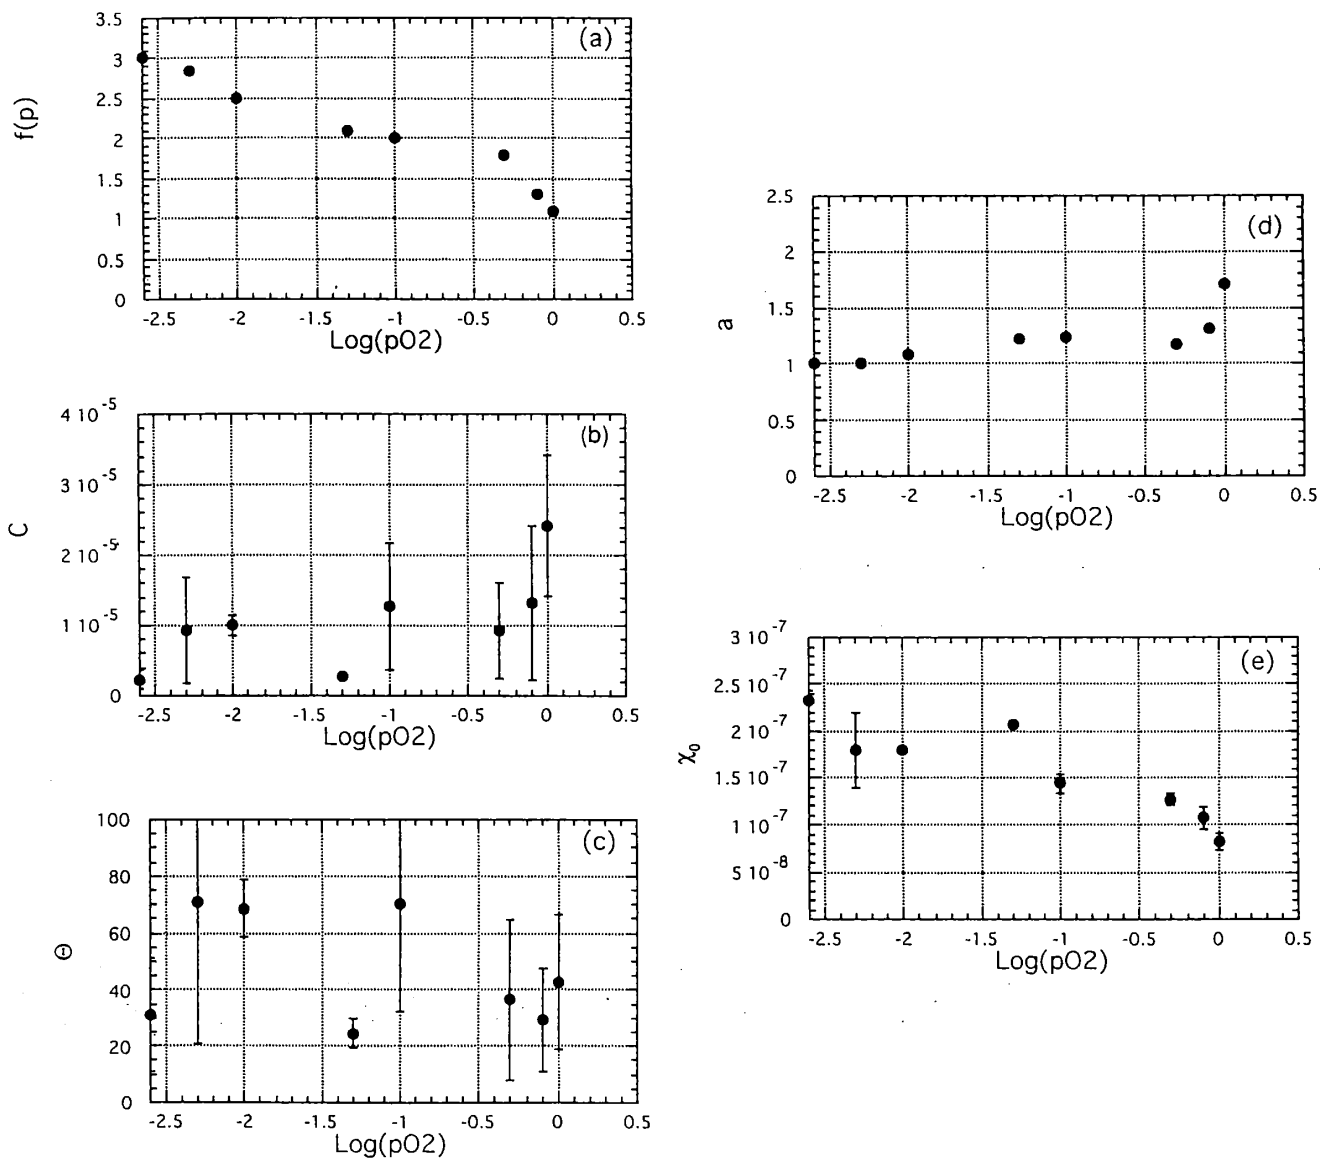 (a)
3.5
3
2.5
2
1.5
1
0.5
0
f(p)
-2.5 -2 -1.5 -1 -0.5 0 0.5
Log(pO2)
(b)
4 10⁻⁵
3 10⁻⁵
2 10⁻⁵
1 10⁻⁵
0
C
-2.5 -2 -1.5 -1 -0.5 0 0.5
Log(pO2)
(c)
100
80
60
40
20
0
Θ
-2.5 -2 -1.5 -1 -0.5 0 0.5
Log(pO2)
(d)
2.5
2
1.5
1
0.5
0
a
-2.5 -2 -1.5 -1 -0.5 0 0.5
Log(pO2)
(e)
3 10⁻⁷
2.5 10⁻⁷
2 10⁻⁷
1.5 10⁻⁷
1 10⁻⁷
5 10⁻⁸
0
χ₀
-2.5 -2 -1.5 -1 -0.5 0 0.5
Log(pO2)